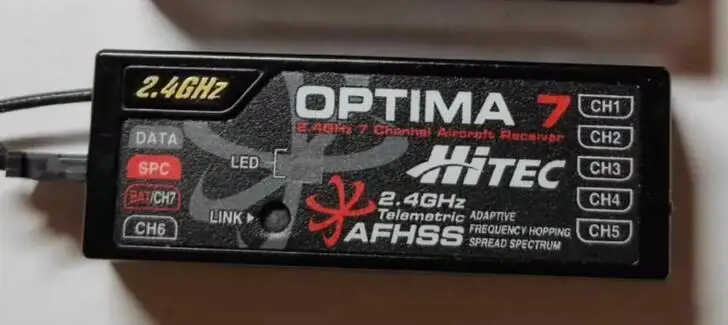 2.4GHz
OPTIMA 7
2.4GHz 7 Channel Aircraft Receiver
HiTEC
2.4GHz
Telemetric
AFHSS
ADAPTIVE
FREQUENCY HOPPING
SPREAD SPECTRUM
DATA
SPC
BAT/CH7
CH6
LED
LINK
CH1
CH2
CH3
CH4
CH5